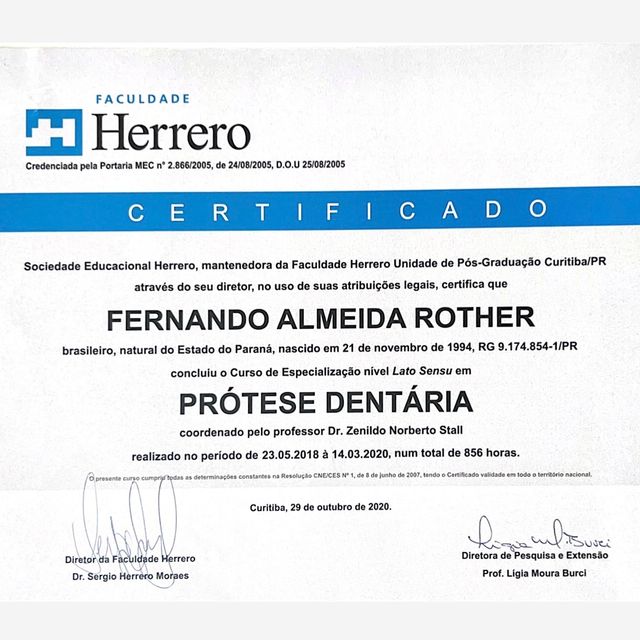 FACULDADE
Herrero
Credenciada pela Portaria MEC n° 2.866/2005, de 24/08/2005, D.O.U 25/08/2005
CERTIFICADO
Sociedade Educacional Herrero, mantenedora da Faculdade Herrero Unidade de Pós-Graduação Curitiba/PR
através do seu diretor, no uso de suas atribuições legais, certifica que
FERNANDO ALMEIDA ROTHER
brasileiro, natural do Estado do Paraná, nascido em 21 de novembro de 1994, RG 9.174.854-1/PR
concluiu o Curso de Especialização nível Lato Sensu em
PRÓTESE DENTÁRIA
coordenado pelo professor Dr. Zenildo Norberto Stall
realizado no período de 23.05.2018 à 14.03.2020, num total de 856 horas.
O presente curso cumpriu todas as determinações constantes na Resolução CNE/CES Nº 1, de 8 de junho de 2007, tendo o Certificado validade em todo o território nacional.
Curitiba, 29 de outubro de 2020.
Diretor da Faculdade Herrero
Dr. Sergio Herrero Moraes
Ligia M. Burci
Diretora de Pesquisa e Extensão
Prof. Lígia Moura Burci